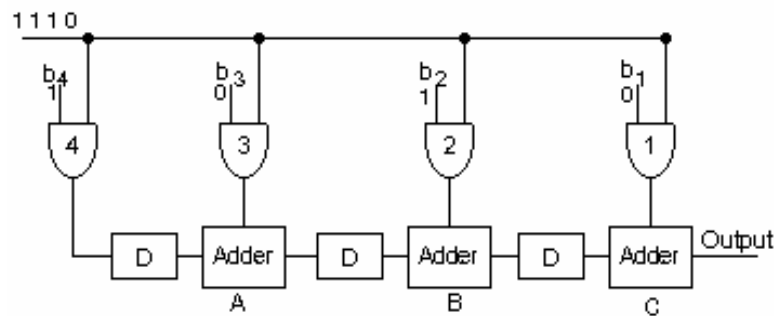 1 1 1 0
b4 b3 b2 b1
1 0 1 0
4 3 2 1
D Adder D Adder D Adder Output
A B C